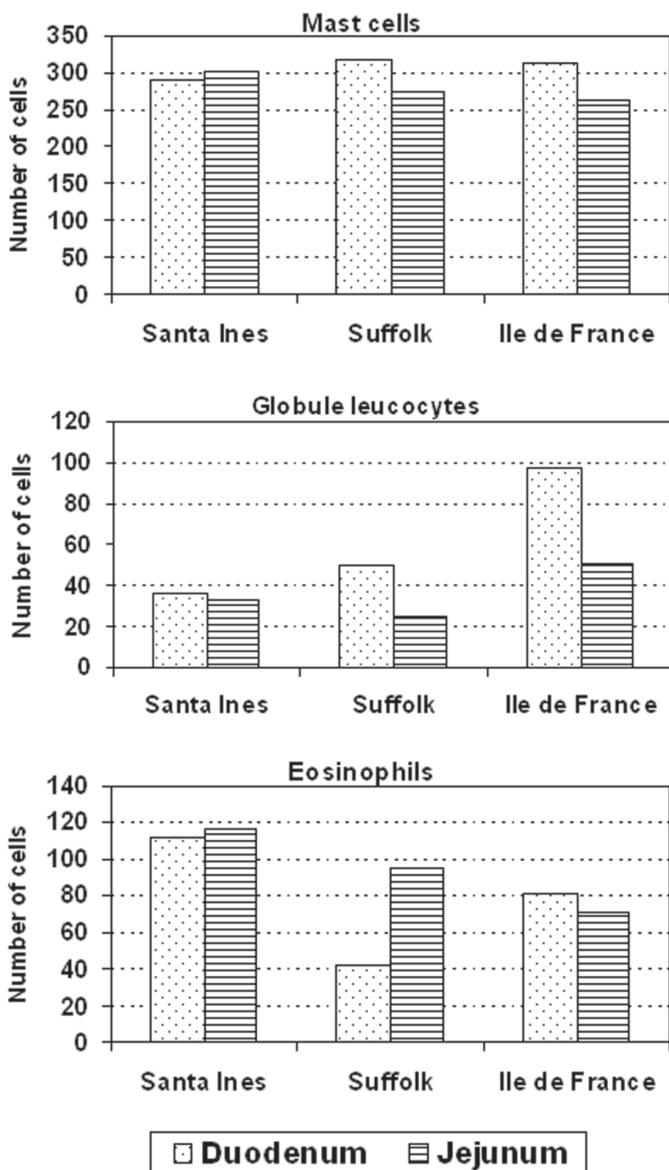 Mast cells
Number of cells
350
300
250
200
150
100
50
0
Santa Ines Suffolk Ile de France
Globule leucocytes
Number of cells
120
100
80
60
40
20
0
Santa Ines Suffolk Ile de France
Eosinophils
Number of cells
140
120
100
80
60
40
20
0
Santa Ines Suffolk Ile de France
Duodenum Jejunum